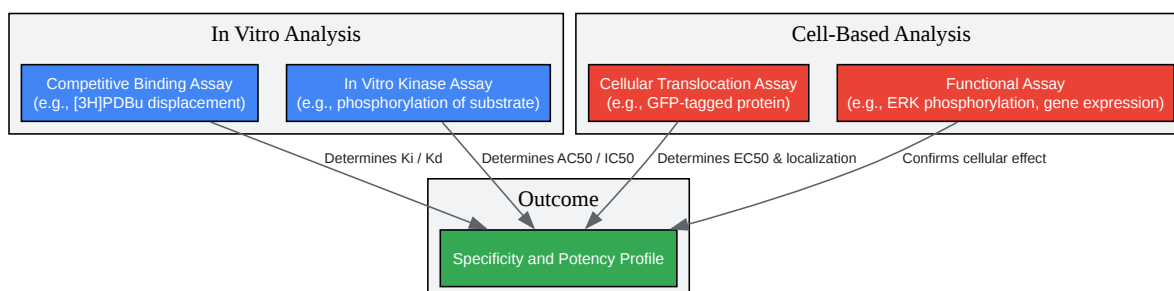 In Vitro Analysis
Cell-Based Analysis
Competitive Binding Assay
(e.g., [3H]PDBu displacement)
In Vitro Kinase Assay
(e.g., phosphorylation of substrate)
Cellular Translocation Assay
(e.g., GFP-tagged protein)
Functional Assay
(e.g., ERK phosphorylation, gene expression)
Determines Ki / Kd
Determines AC50 / IC50
Determines EC50 & localization
Confirms cellular effect
Outcome
Specificity and Potency Profile